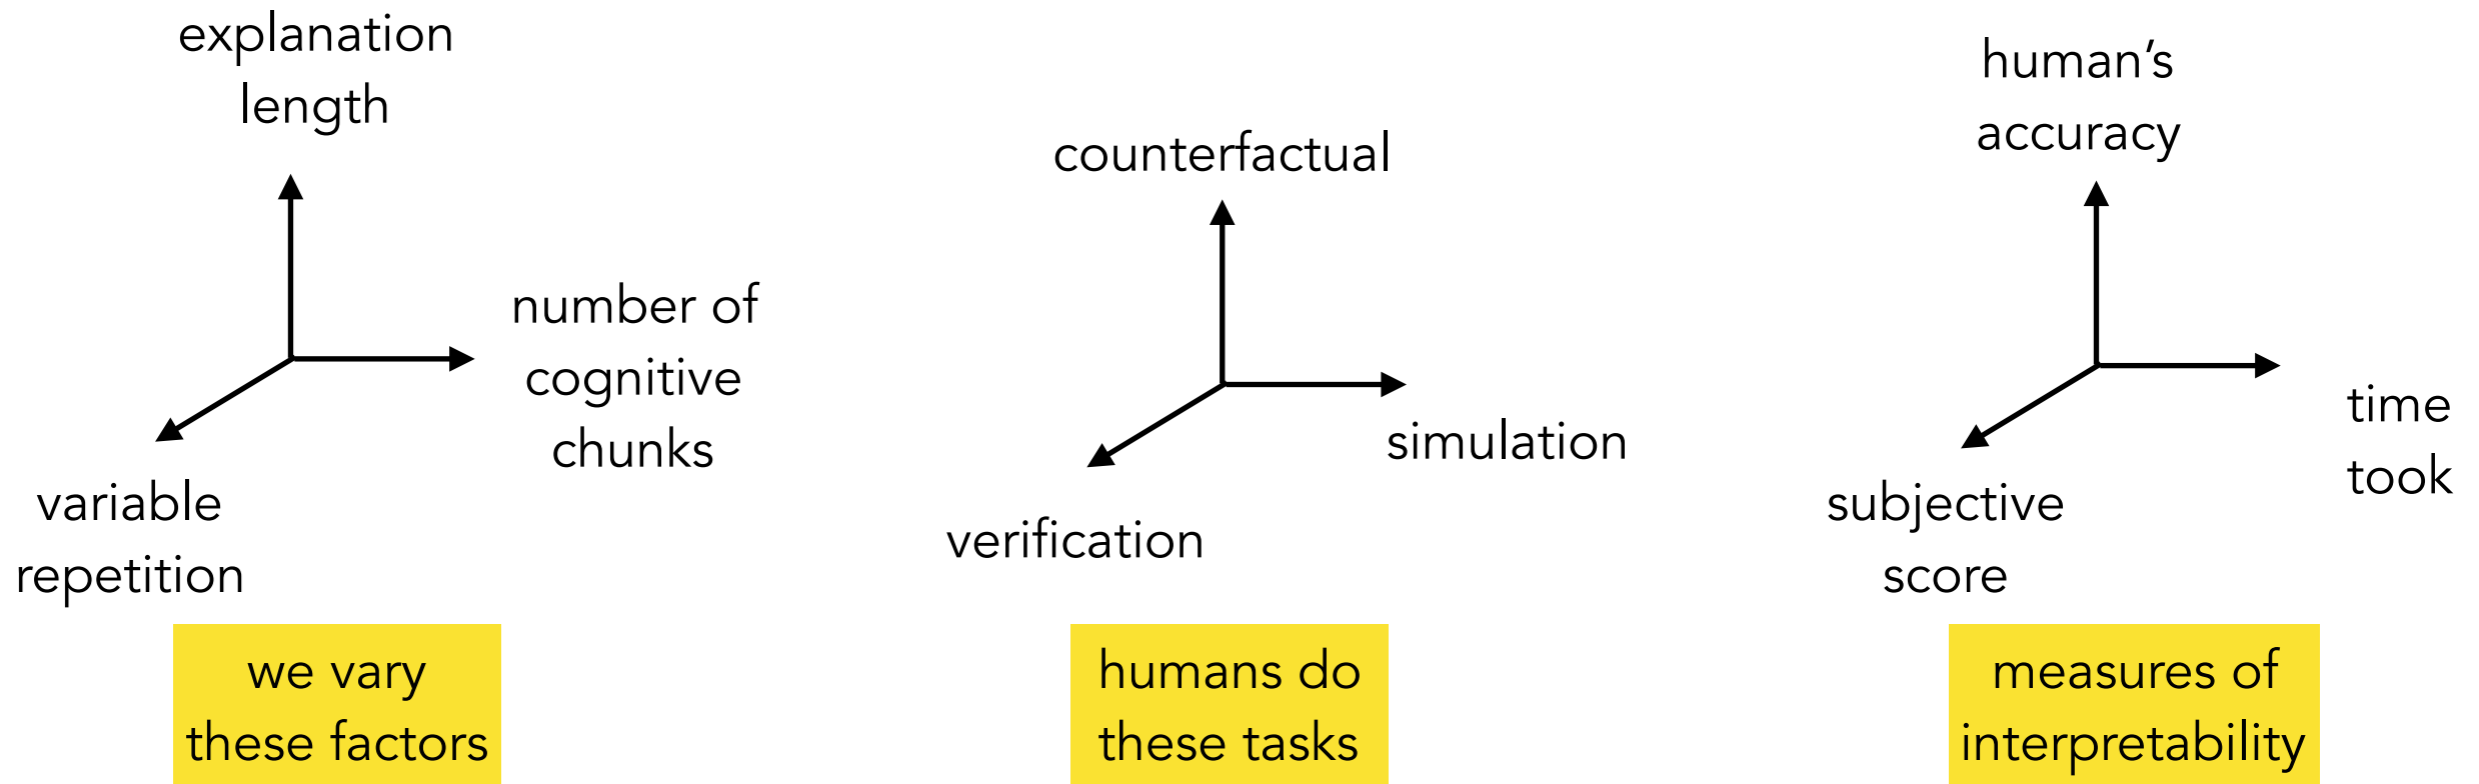 explanation
length
number of
cognitive
chunks
variable
repetition
we vary
these factors
counterfactual
simulation
verification
humans do
these tasks
human’s
accuracy
time
took
subjective
score
measures of
interpretability